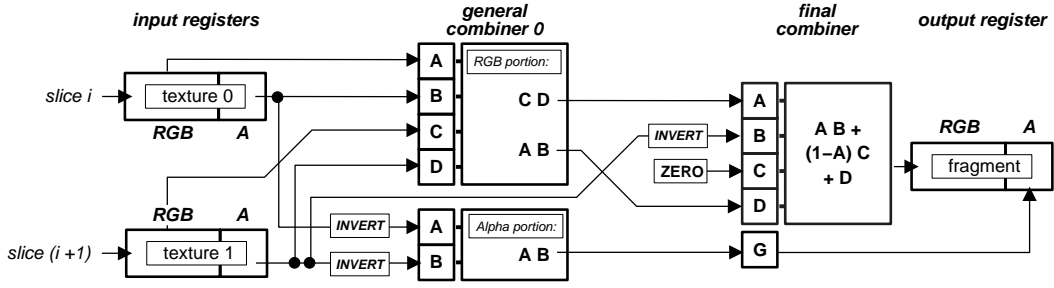 input registers
general
combiner 0
final
combiner
output register
slice i
texture 0
RGB A
A
B
C
D
RGB portion:
C D
A B
INVERT
ZERO
A
B
C
D
A B +
(1–A) C
+ D
RGB A
fragment
RGB A
slice (i +1)
texture 1
INVERT
INVERT
A
B
Alpha portion:
A B
G